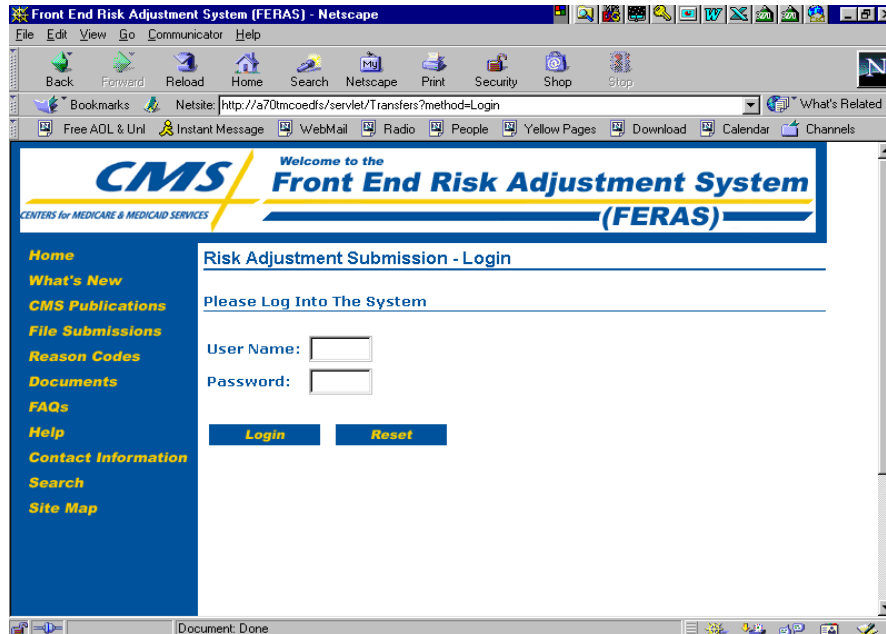 Front End Risk Adjustment System (FERAS) - Netscape
File Edit View Go Communicator Help
Back Forward Reload Home Search Netscape Print Security Shop Stop
Bookmarks Netsite: http://a70tmcoedfs/servlet/Transfers?method=Login What's Related
Free AOL & Unl Instant Message WebMail Radio People Yellow Pages Download Calendar Channels
CMS
CENTERS for MEDICARE & MEDICAID SERVICES
Welcome to the
Front End Risk Adjustment System
(FERAS)
Home
What's New
CMS Publications
File Submissions
Reason Codes
Documents
FAQs
Help
Contact Information
Search
Site Map
Risk Adjustment Submission - Login
Please Log Into The System
User Name:
Password:
Login Reset
Document: Done